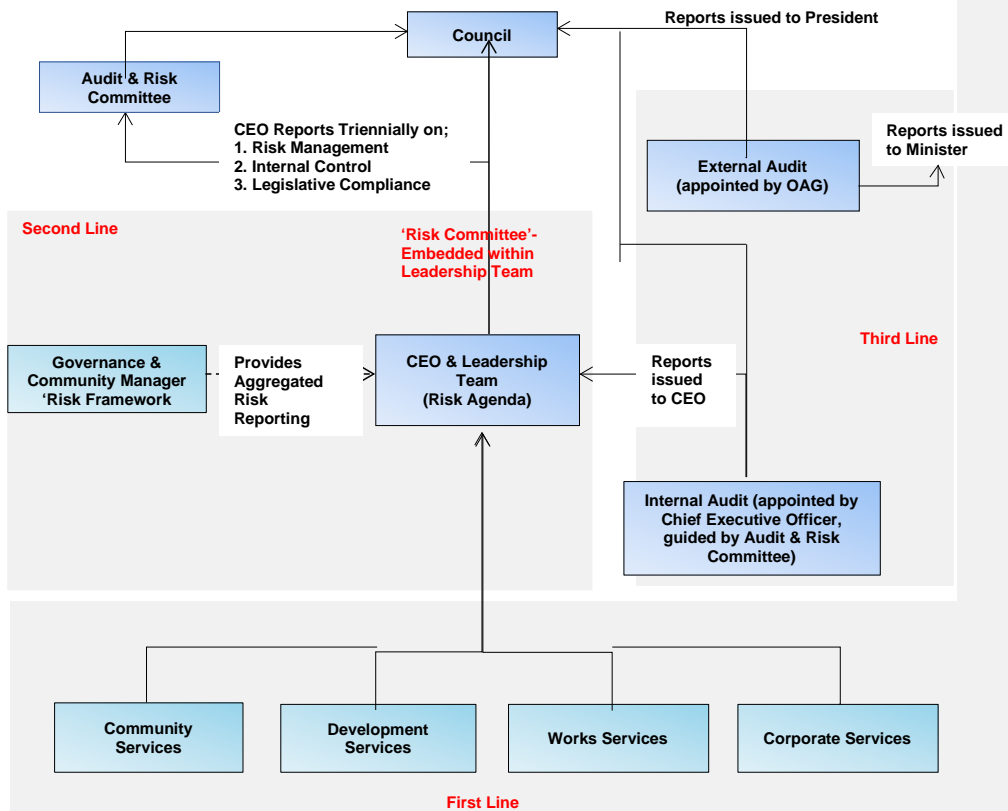 Reports issued to President
Council
Audit & Risk
Committee
CEO Reports Triennially on;
1. Risk Management
2. Internal Control
3. Legislative Compliance
Reports issued
to Minister
External Audit
(appointed by OAG)
Second Line
‘Risk Committee’-
Embedded within
Leadership Team
Third Line
Governance &
Community Manager
‘Risk Framework
Provides
Aggregated
Risk
Reporting
CEO & Leadership
Team
(Risk Agenda)
Reports
issued
to CEO
Internal Audit (appointed by
Chief Executive Officer,
guided by Audit & Risk
Committee)
Community
Services
Development
Services
Works Services
Corporate Services
First Line